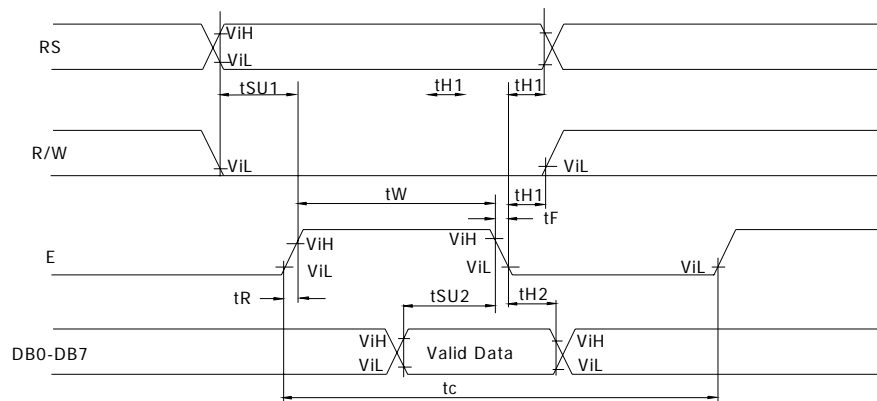 RS
ViH
ViL
tSU1
tH1
tH1
R/W
ViL
ViL
tW
tH1
tF
E
ViH
ViH
ViL
ViL
ViL
tR
tSU2
tH2
DB0-DB7
ViH
Valid Data
ViH
ViL
ViL
tc